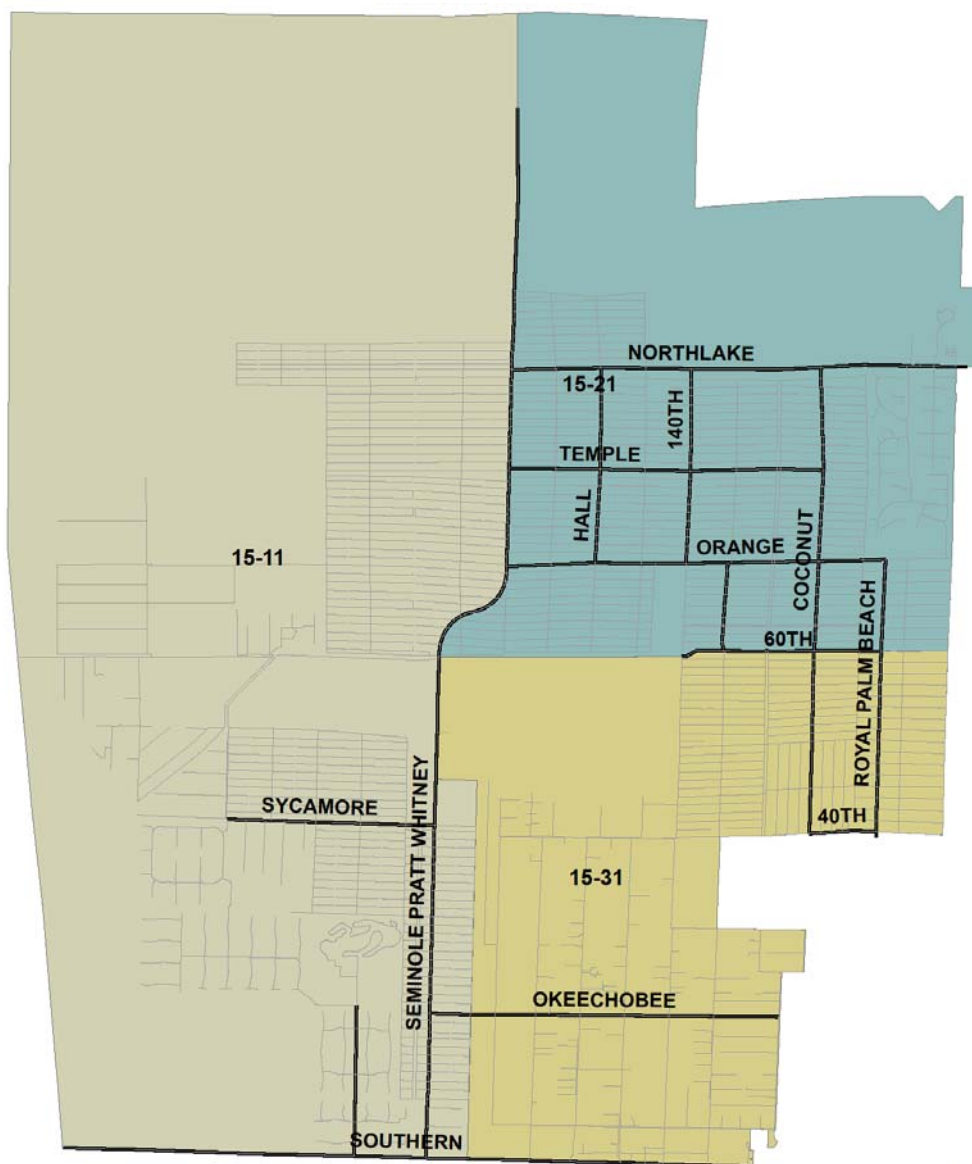 NORTHLAKE
15-21
140TH
TEMPLE
HALL
COCONUT
ORANGE
15-11
ROYAL PALM BEACH
60TH
SEMINOLE PRATT WHITNEY
SYCAMORE
40TH
15-31
OKEECHOBEE
SOUTHERN